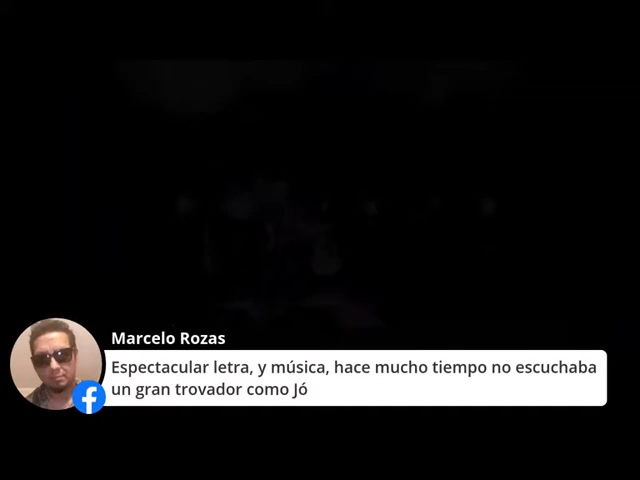 Marcelo Rozas
Espectacular letra, y música, hace mucho tiempo no escuchaba
un gran trovador como Jó